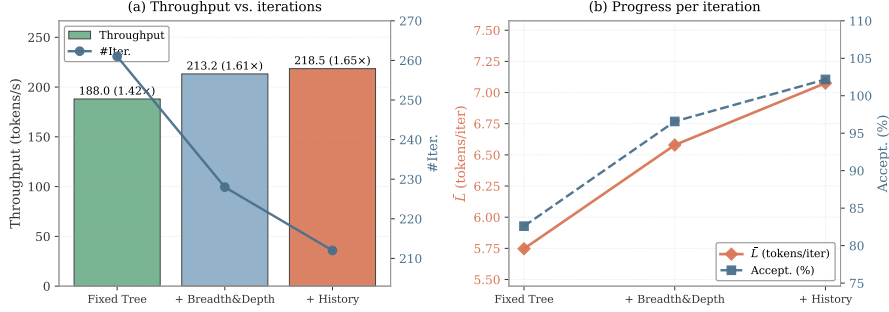 (a) Throughput vs. iterations
Throughput (tokens/s)
250
200
150
100
50
0
Throughput
#Iter.
188.0 (1.42×)
213.2 (1.61×)
218.5 (1.65×)
270
260
250
240
230
220
210
#Iter.
Fixed Tree
+ Breadth&Depth
+ History
(b) Progress per iteration
L̄ (tokens/iter)
7.50
7.25
7.00
6.75
6.50
6.25
6.00
5.75
5.50
110
105
100
95
90
85
80
75
Accept. (%)
L̄ (tokens/iter)
Accept. (%)
Fixed Tree
+ Breadth&Depth
+ History